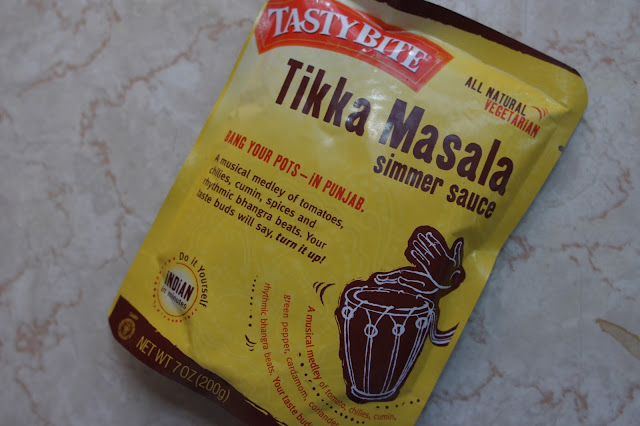 TASTY BITE
ALL NATURAL
VEGETARIAN
Tikka Masala
simmer sauce
BANG YOUR POTS – IN PUNJAB.
A musical medley of tomatoes,
chilies, cumin, spices and
rhythmic bhangra beats. Your
taste buds will say, turn it up!
Do it Yourself
INDIAN
A musical medley of tomato, chilies, cumin,
green pepper, cardamom, coriander
rhythmic bhangra beats. Your taste buds
NET WT 7 OZ (200g)